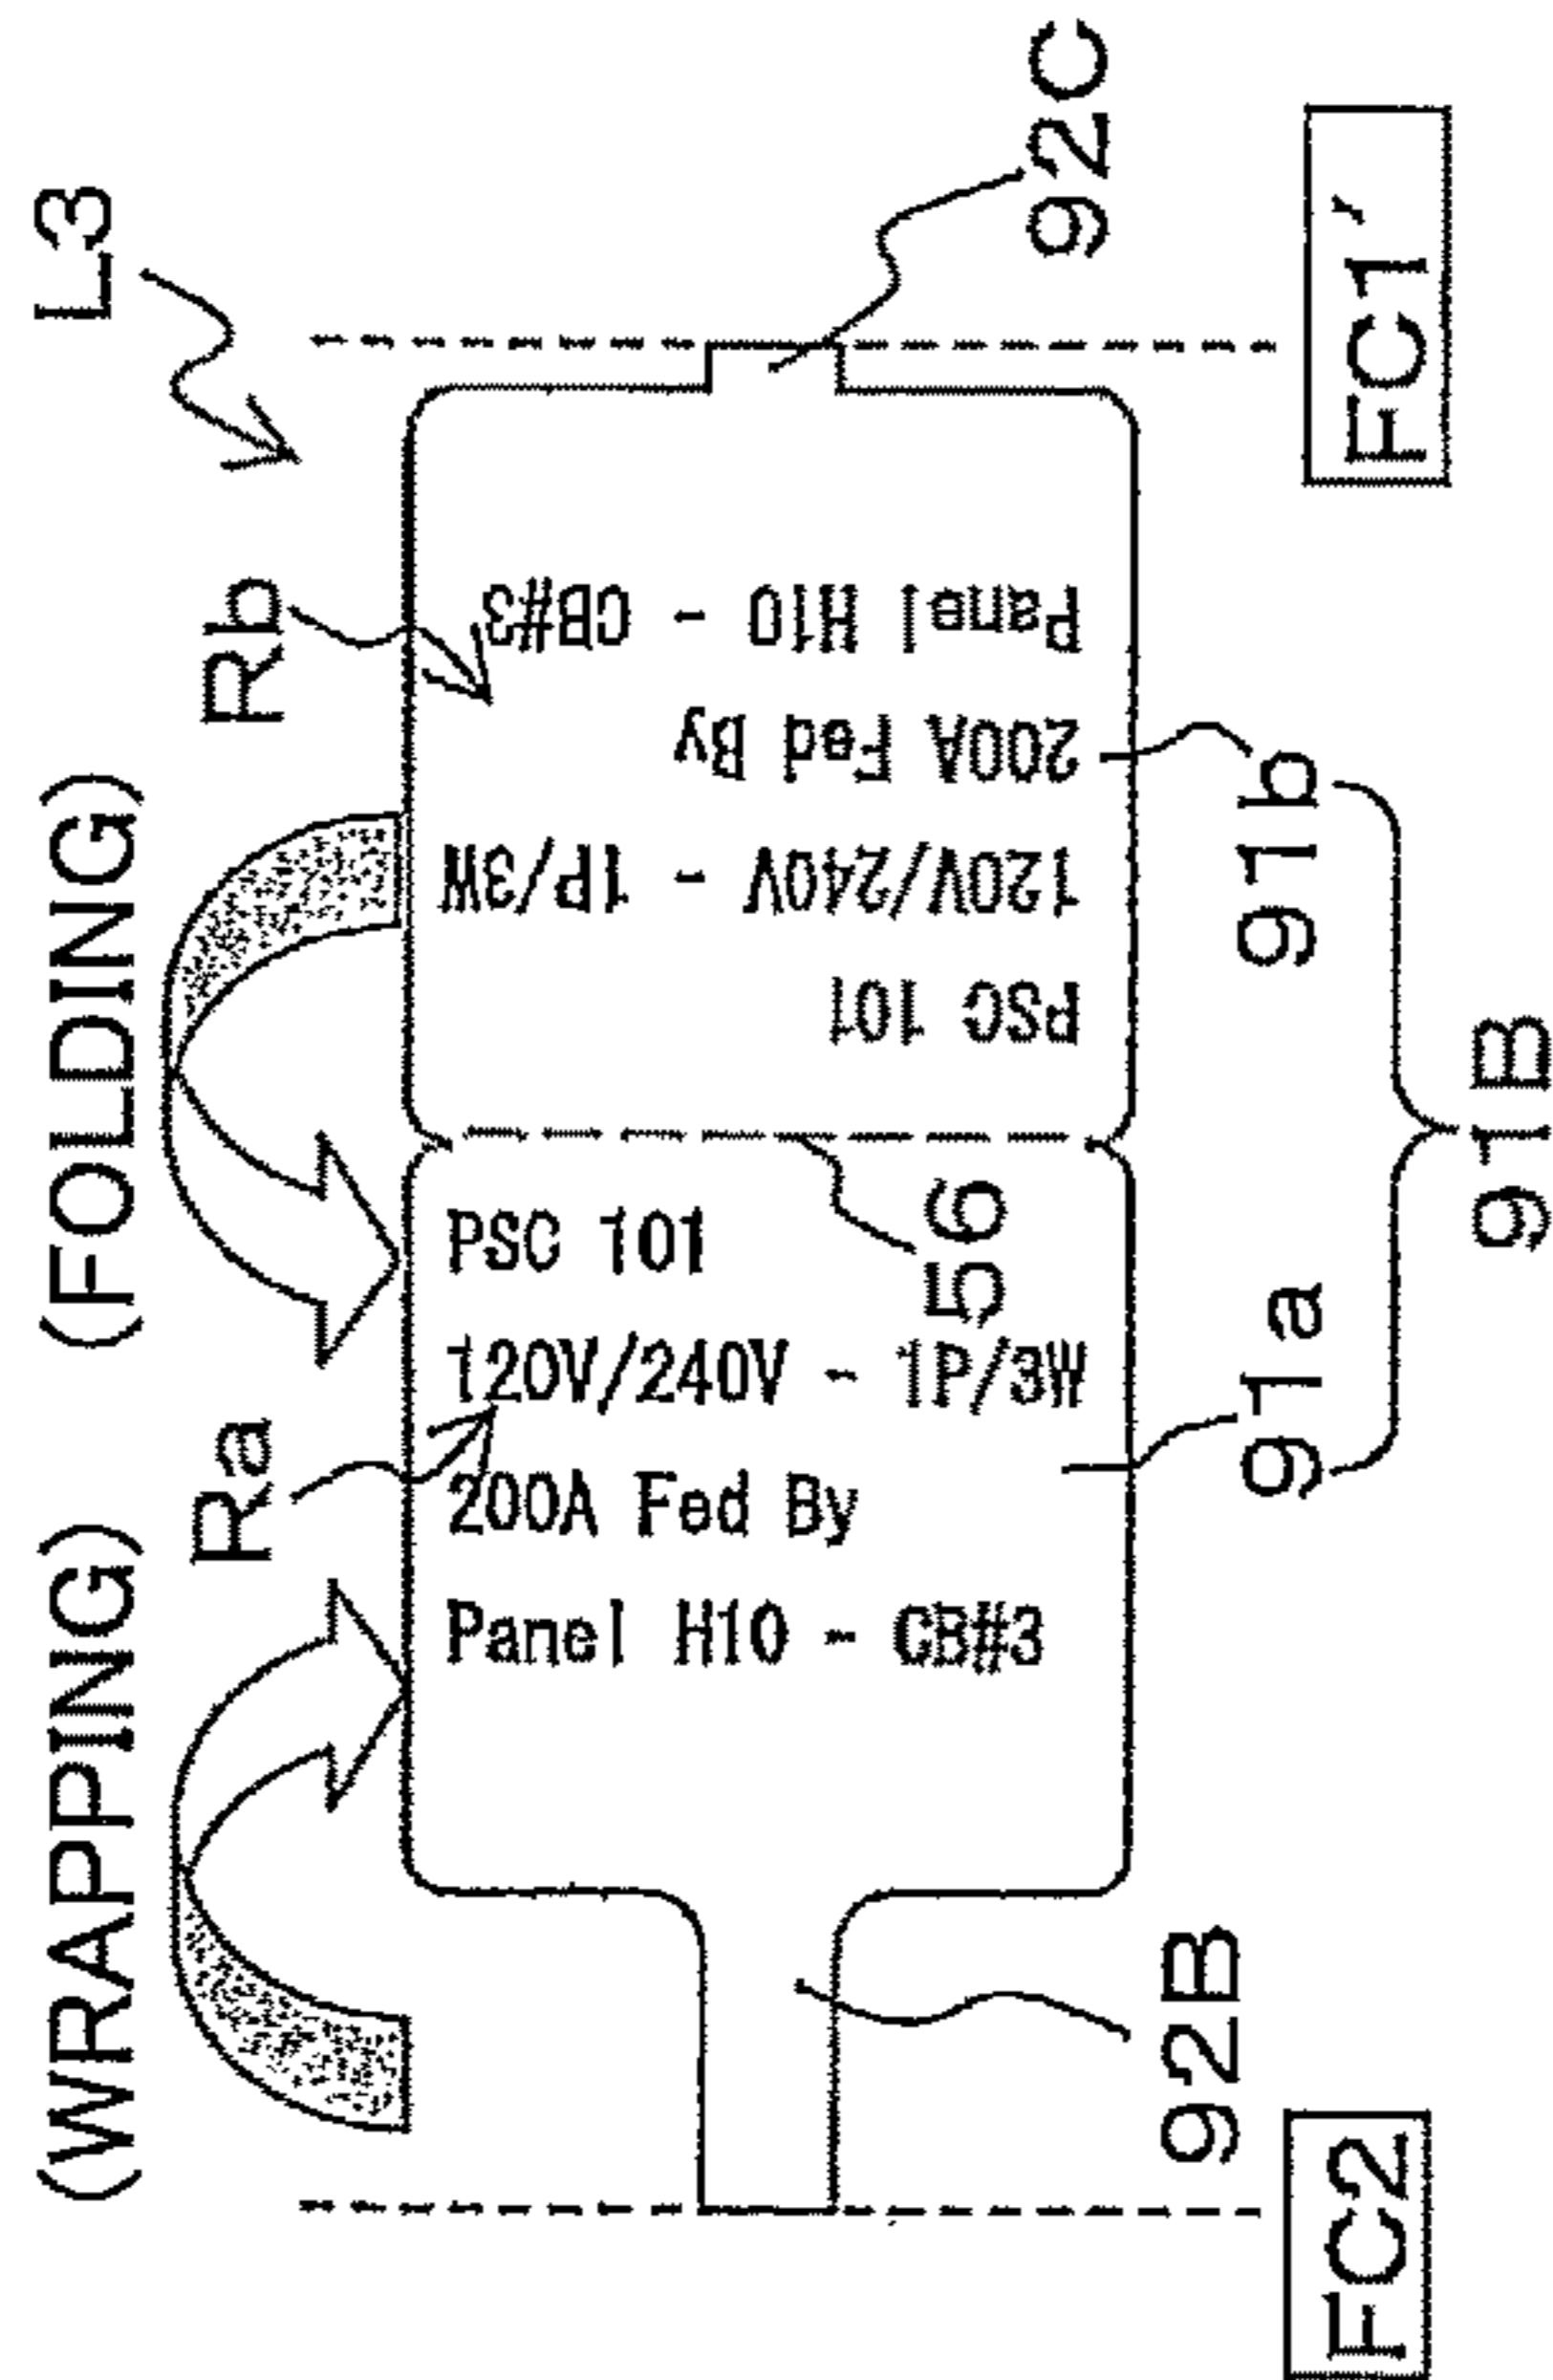 (WRAPPING)
(FOLDING)
L3
Ra
Rb
PSC 101
120V/240V - 1P/3W
200A Fed By
Panel H10 - CB#3
PSC 101
120V/240V - 1P/3W
200A Fed By
Panel H10 - CB#3
92C
56
92B
91a
91b
91B
FC2
FC1′